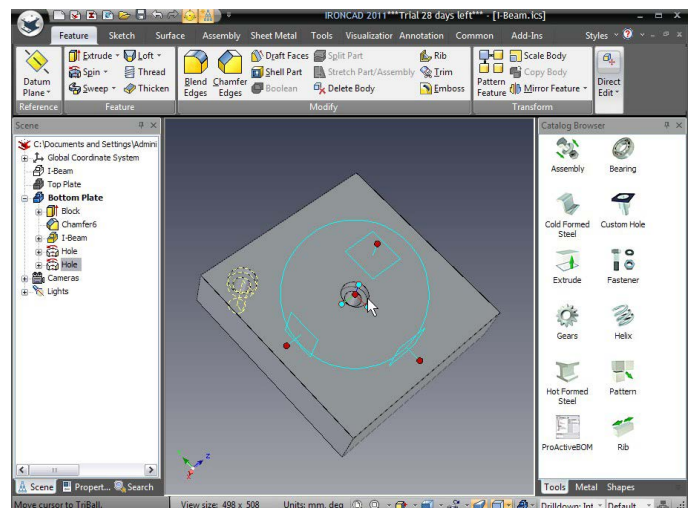 IRONCAD 2011***Trial 28 days left*** - [I-Beam.ics]
Feature Sketch Surface Assembly Sheet Metal Tools Visualization Annotation Common Add-Ins Styles
Datum Plane
Extrude Loft
Spin Thread
Sweep Thicken
Blend Edges
Chamfer Edges
Draft Faces Split Part Rib
Shell Part Stretch Part/Assembly Trim
Boolean Delete Body Emboss
Pattern Feature
Scale Body
Copy Body
Mirror Feature
Direct Edit
Reference Feature Modify Transform
Scene
C:\Documents and Settings\Admini
Global Coordinate System
I-Beam
Top Plate
Bottom Plate
Block
Chamfer6
I-Beam
Hole
Hole
Cameras
Lights
Z
Catalog Browser
Assembly Bearing
Cold Formed Steel
Custom Hole
Extrude Fastener
Gears Helix
Hot Formed Steel
Pattern
ProActiveBOM Rib
Scene Propert... Search
Tools Metal Shapes
Move cursor to TriBall. View size: 498 x 508 Units: mm, deg Drilldown: Int Default